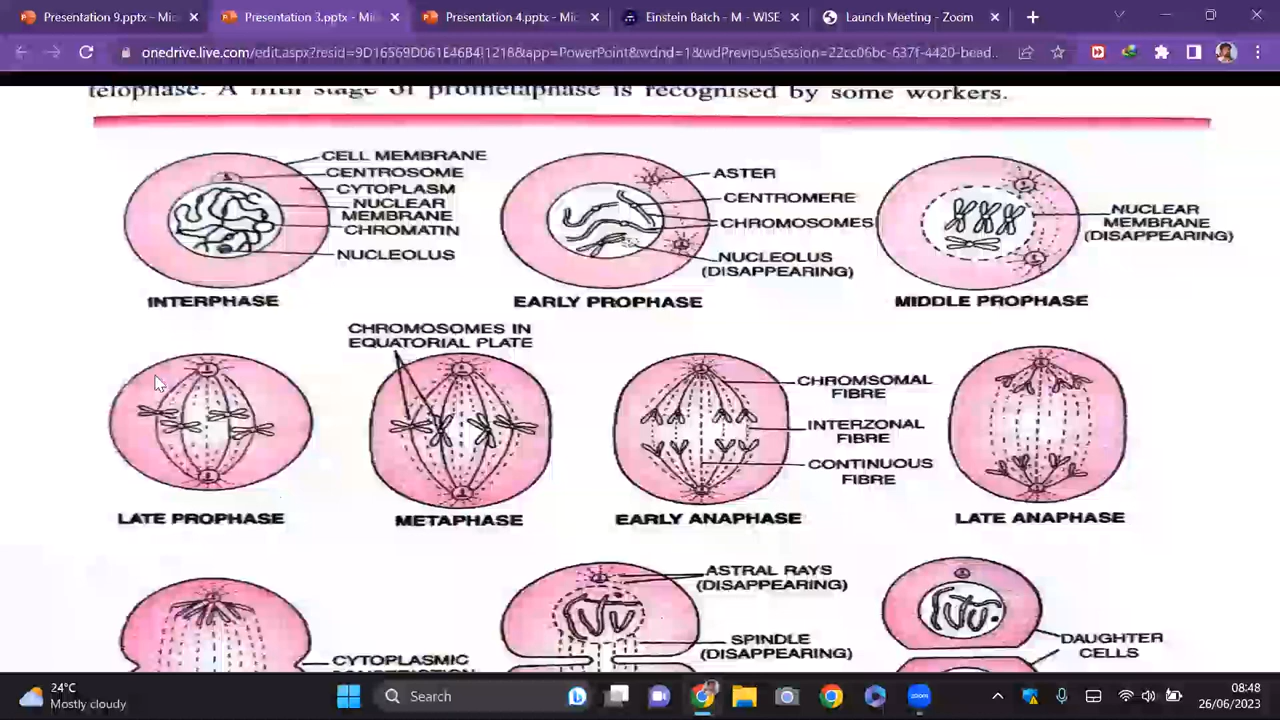 Presentation 9.pptx - Mi
Presentation 3.pptx - Mi
Presentation 4.pptx - Mi
Einstein Batch - M - WISE
Launch Meeting - Zoom
onedrive.live.com/edit.aspx?resid=9D16569D061E46B4!1218&app=PowerPoint&wdnd=1&wdPreviousSession=22cc06bc-637f-4420-bead...
telophase. A fifth stage of prometaphase is recognised by some workers.
CELL MEMBRANE
CENTROSOME
CYTOPLASM
NUCLEAR
MEMBRANE
CHROMATIN
NUCLEOLUS
INTERPHASE
ASTER
CENTROMERE
CHROMOSOMES
NUCLEOLUS
(DISAPPEARING)
EARLY PROPHASE
NUCLEAR
MEMBRANE
(DISAPPEARING)
MIDDLE PROPHASE
CHROMOSOMES IN
EQUATORIAL PLATE
LATE PROPHASE
METAPHASE
CHROMSOMAL
FIBRE
INTERZONAL
FIBRE
CONTINUOUS
FIBRE
EARLY ANAPHASE
LATE ANAPHASE
CYTOPLASMIC
ASTRAL RAYS
(DISAPPEARING)
SPINDLE
(DISAPPEARING)
DAUGHTER
CELLS
24°C
Mostly cloudy
Search
zoom
08:48
26/06/2023